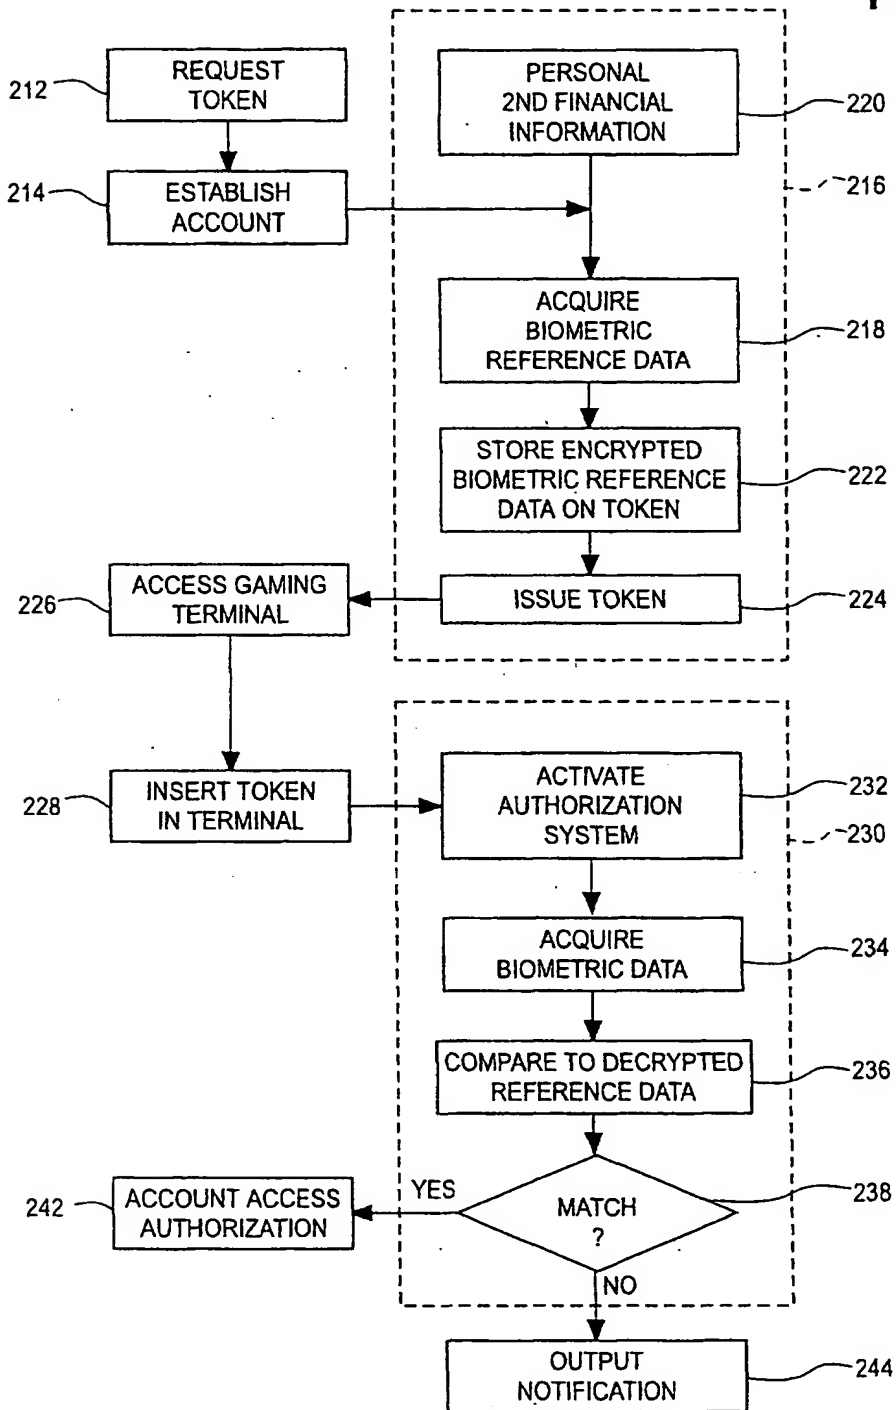 REQUEST
TOKEN
212
PERSONAL
2ND FINANCIAL
INFORMATION
220
216
ESTABLISH
ACCOUNT
214
ACQUIRE
BIOMETRIC
REFERENCE DATA
218
STORE ENCRYPTED
BIOMETRIC REFERENCE
DATA ON TOKEN
222
ISSUE TOKEN
224
ACCESS GAMING
TERMINAL
226
INSERT TOKEN
IN TERMINAL
228
ACTIVATE
AUTHORIZATION
SYSTEM
232
230
ACQUIRE
BIOMETRIC DATA
234
COMPARE TO DECRYPTED
REFERENCE DATA
236
MATCH
?
238
YES
ACCOUNT ACCESS
AUTHORIZATION
242
NO
OUTPUT
NOTIFICATION
244